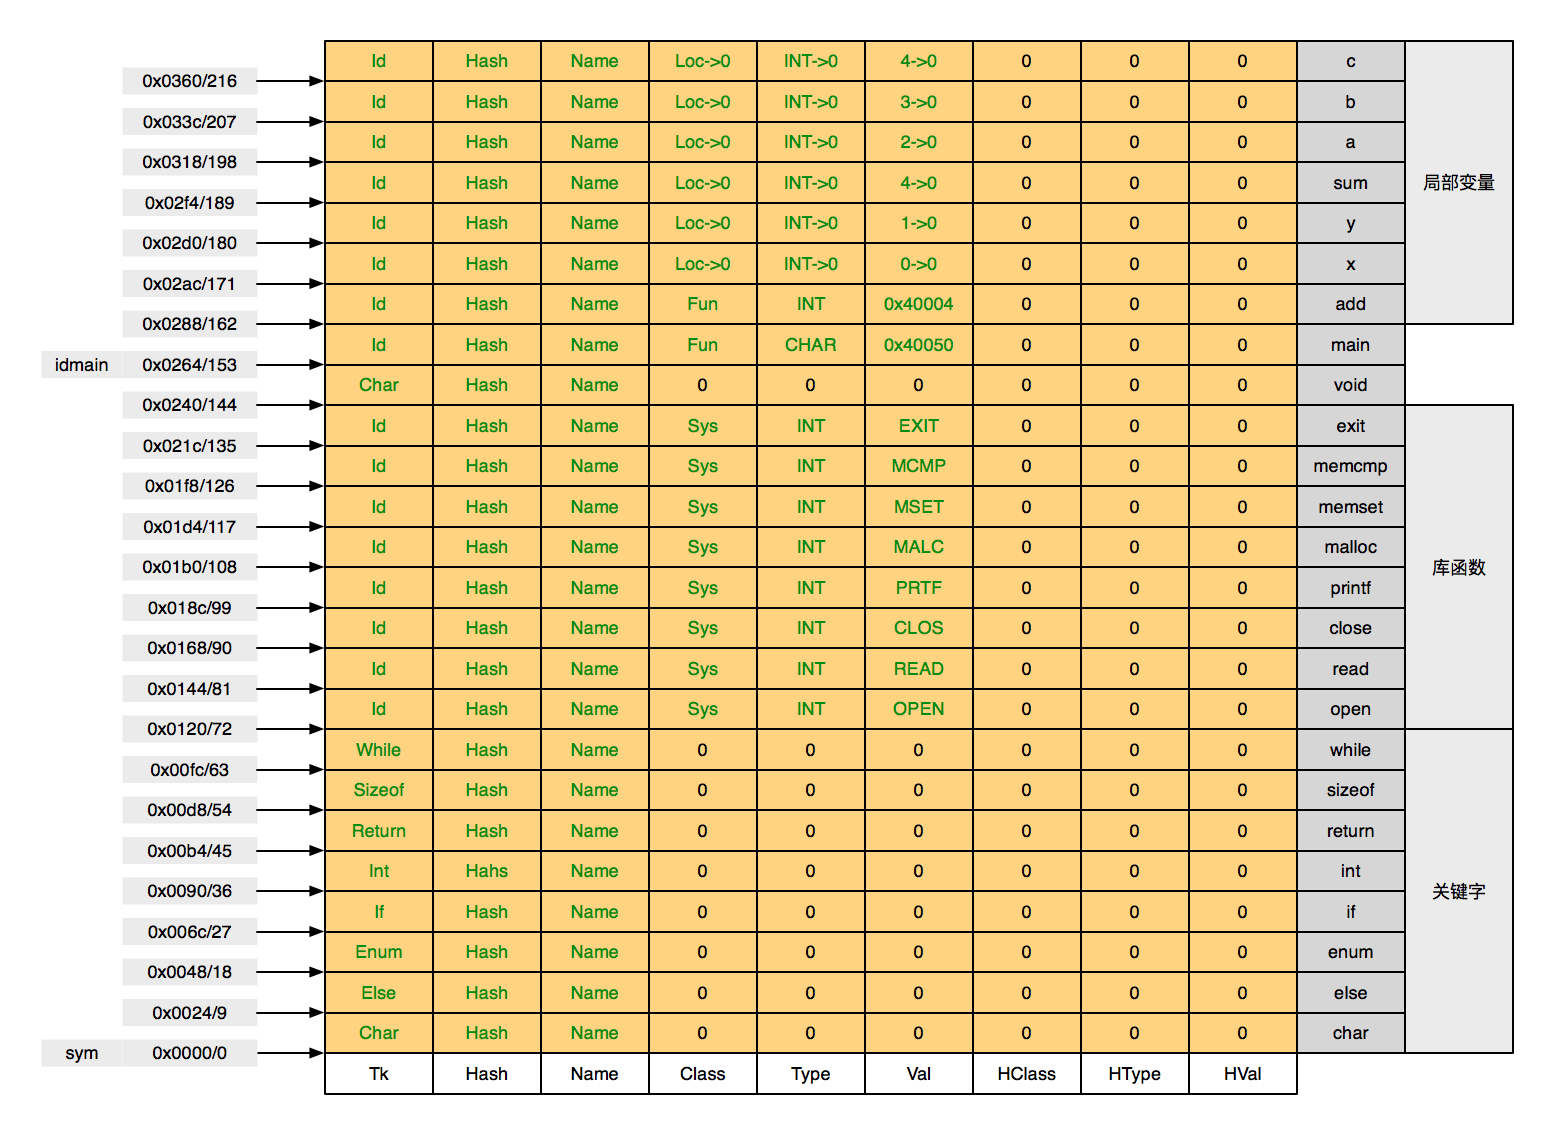 Id Hash Name Loc->0 INT->0 4->0 0 0 0 c
0x0360/216
Id Hash Name Loc->0 INT->0 3->0 0 0 0 b
0x033c/207
Id Hash Name Loc->0 INT->0 2->0 0 0 0 a
0x0318/198
Id Hash Name Loc->0 INT->0 4->0 0 0 0 sum 局部变量
0x02f4/189
Id Hash Name Loc->0 INT->0 1->0 0 0 0 y
0x02d0/180
Id Hash Name Loc->0 INT->0 0->0 0 0 0 x
0x02ac/171
Id Hash Name Fun INT 0x40004 0 0 0 add
0x0288/162
Id Hash Name Fun CHAR 0x40050 0 0 0 main
idmain 0x0264/153
Char Hash Name 0 0 0 0 0 0 void
0x0240/144
Id Hash Name Sys INT EXIT 0 0 0 exit
0x021c/135
Id Hash Name Sys INT MCMP 0 0 0 memcmp
0x01f8/126
Id Hash Name Sys INT MSET 0 0 0 memset
0x01d4/117
Id Hash Name Sys INT MALC 0 0 0 malloc
0x01b0/108 库函数
Id Hash Name Sys INT PRTF 0 0 0 printf
0x018c/99
Id Hash Name Sys INT CLOS 0 0 0 close
0x0168/90
Id Hash Name Sys INT READ 0 0 0 read
0x0144/81
Id Hash Name Sys INT OPEN 0 0 0 open
0x0120/72
While Hash Name 0 0 0 0 0 0 while
0x00fc/63
Sizeof Hash Name 0 0 0 0 0 0 sizeof
0x00d8/54
Return Hash Name 0 0 0 0 0 0 return
0x00b4/45
Int Hahs Name 0 0 0 0 0 0 int
0x0090/36 关键字
If Hash Name 0 0 0 0 0 0 if
0x006c/27
Enum Hash Name 0 0 0 0 0 0 enum
0x0048/18
Else Hash Name 0 0 0 0 0 0 else
0x0024/9
Char Hash Name 0 0 0 0 0 0 char
sym 0x0000/0
Tk Hash Name Class Type Val HClass HType HVal